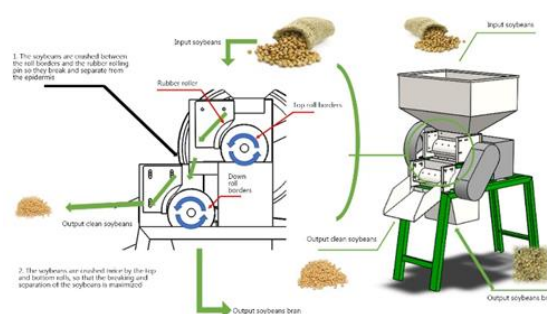 Input soybeans
Input soybeans
1. The soybeans are crushed between
the roll borders and the rubber rolling
pin so they break and separate from
the epidermis
Rubber roller
Top roll borders
Down
roll
borders
Output clean soybeans
Output clean soybeans
2. The soybeans are crushed twice by the top
and bottom rolls, so that the breaking and
separation of the soybeans is maximized
Output soybeans bran
Output soybeans br